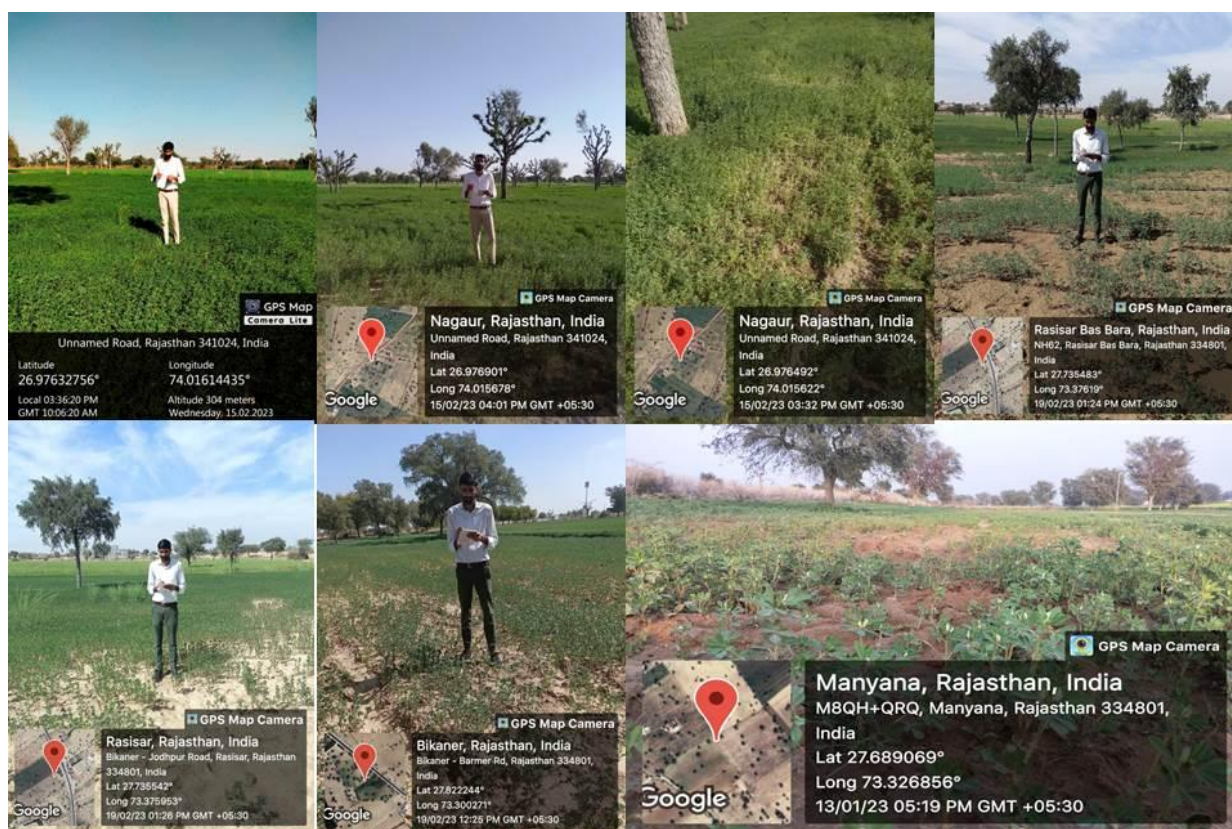 GPS Map
Camera Lite
Unnamed Road, Rajasthan 341024, India
Latitude
26.97632756°
Longitude
74.01614435°
Local 03:36:20 PM
GMT 10:06:20 AM
Altitude 304 meters
Wednesday, 15.02.2023
GPS Map Camera
Nagaur, Rajasthan, India
Unnamed Road, Rajasthan 341024,
India
Lat 26.976901°
Long 74.015678°
15/02/23 04:01 PM GMT +05:30
Google
GPS Map Camera
Nagaur, Rajasthan, India
Unnamed Road, Rajasthan 341024,
India
Lat 26.976492°
Long 74.015622°
15/02/23 03:32 PM GMT +05:30
Google
GPS Map Camera
Rasisar Bas Bara, Rajasthan, India
NH62, Rasisar Bas Bara, Rajasthan 334801,
India
Lat 27.735483°
Long 73.37619°
19/02/23 01:24 PM GMT +05:30
Google
GPS Map Camera
Rasisar, Rajasthan, India
Bikaner - Jodhpur Road, Rasisar, Rajasthan
334801, India
Lat 27.735542°
Long 73.375953°
19/02/23 01:26 PM GMT +05:30
Google
GPS Map Camera
Bikaner, Rajasthan, India
Bikaner - Barmer Rd, Rajasthan 334801,
India
Lat 27.822244°
Long 73.300271°
19/02/23 12:25 PM GMT +05:30
Google
GPS Map Camera
Manyana, Rajasthan, India
M8QH+QRQ, Manyana, Rajasthan 334801,
India
Lat 27.689069°
Long 73.326856°
13/01/23 05:19 PM GMT +05:30
Google